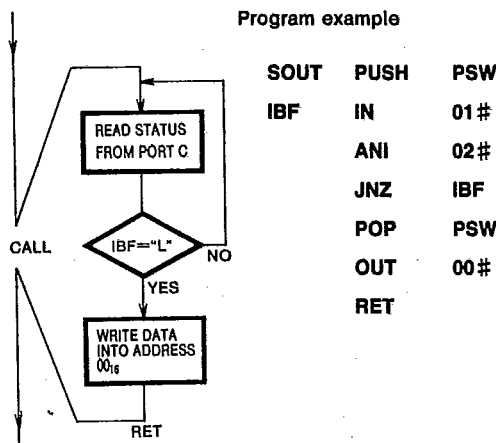 Program example
SOUT PUSH PSW
IBF IN 01#
ANI 02#
JNZ IBF
POP PSW
OUT 00#
RET
READ STATUS
FROM PORT C
IBF="L"
NO
YES
CALL
WRITE DATA
INTO ADDRESS
00₁₆
RET